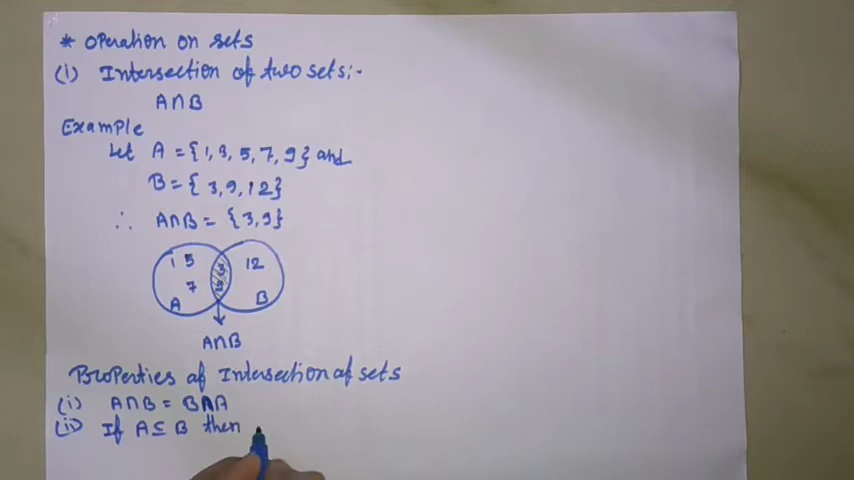 * Operation on sets
(i) Intersection of two sets:-
A∩B
Example
Let A = {1, 3, 5, 7, 9} and
B = { 3, 9, 12}
∴ A∩B = {3, 9}
1 5 12
7
A B
A∩B
Properties of Intersection of sets
(i) A∩B = B∩A
(ii) If A ⊆ B then